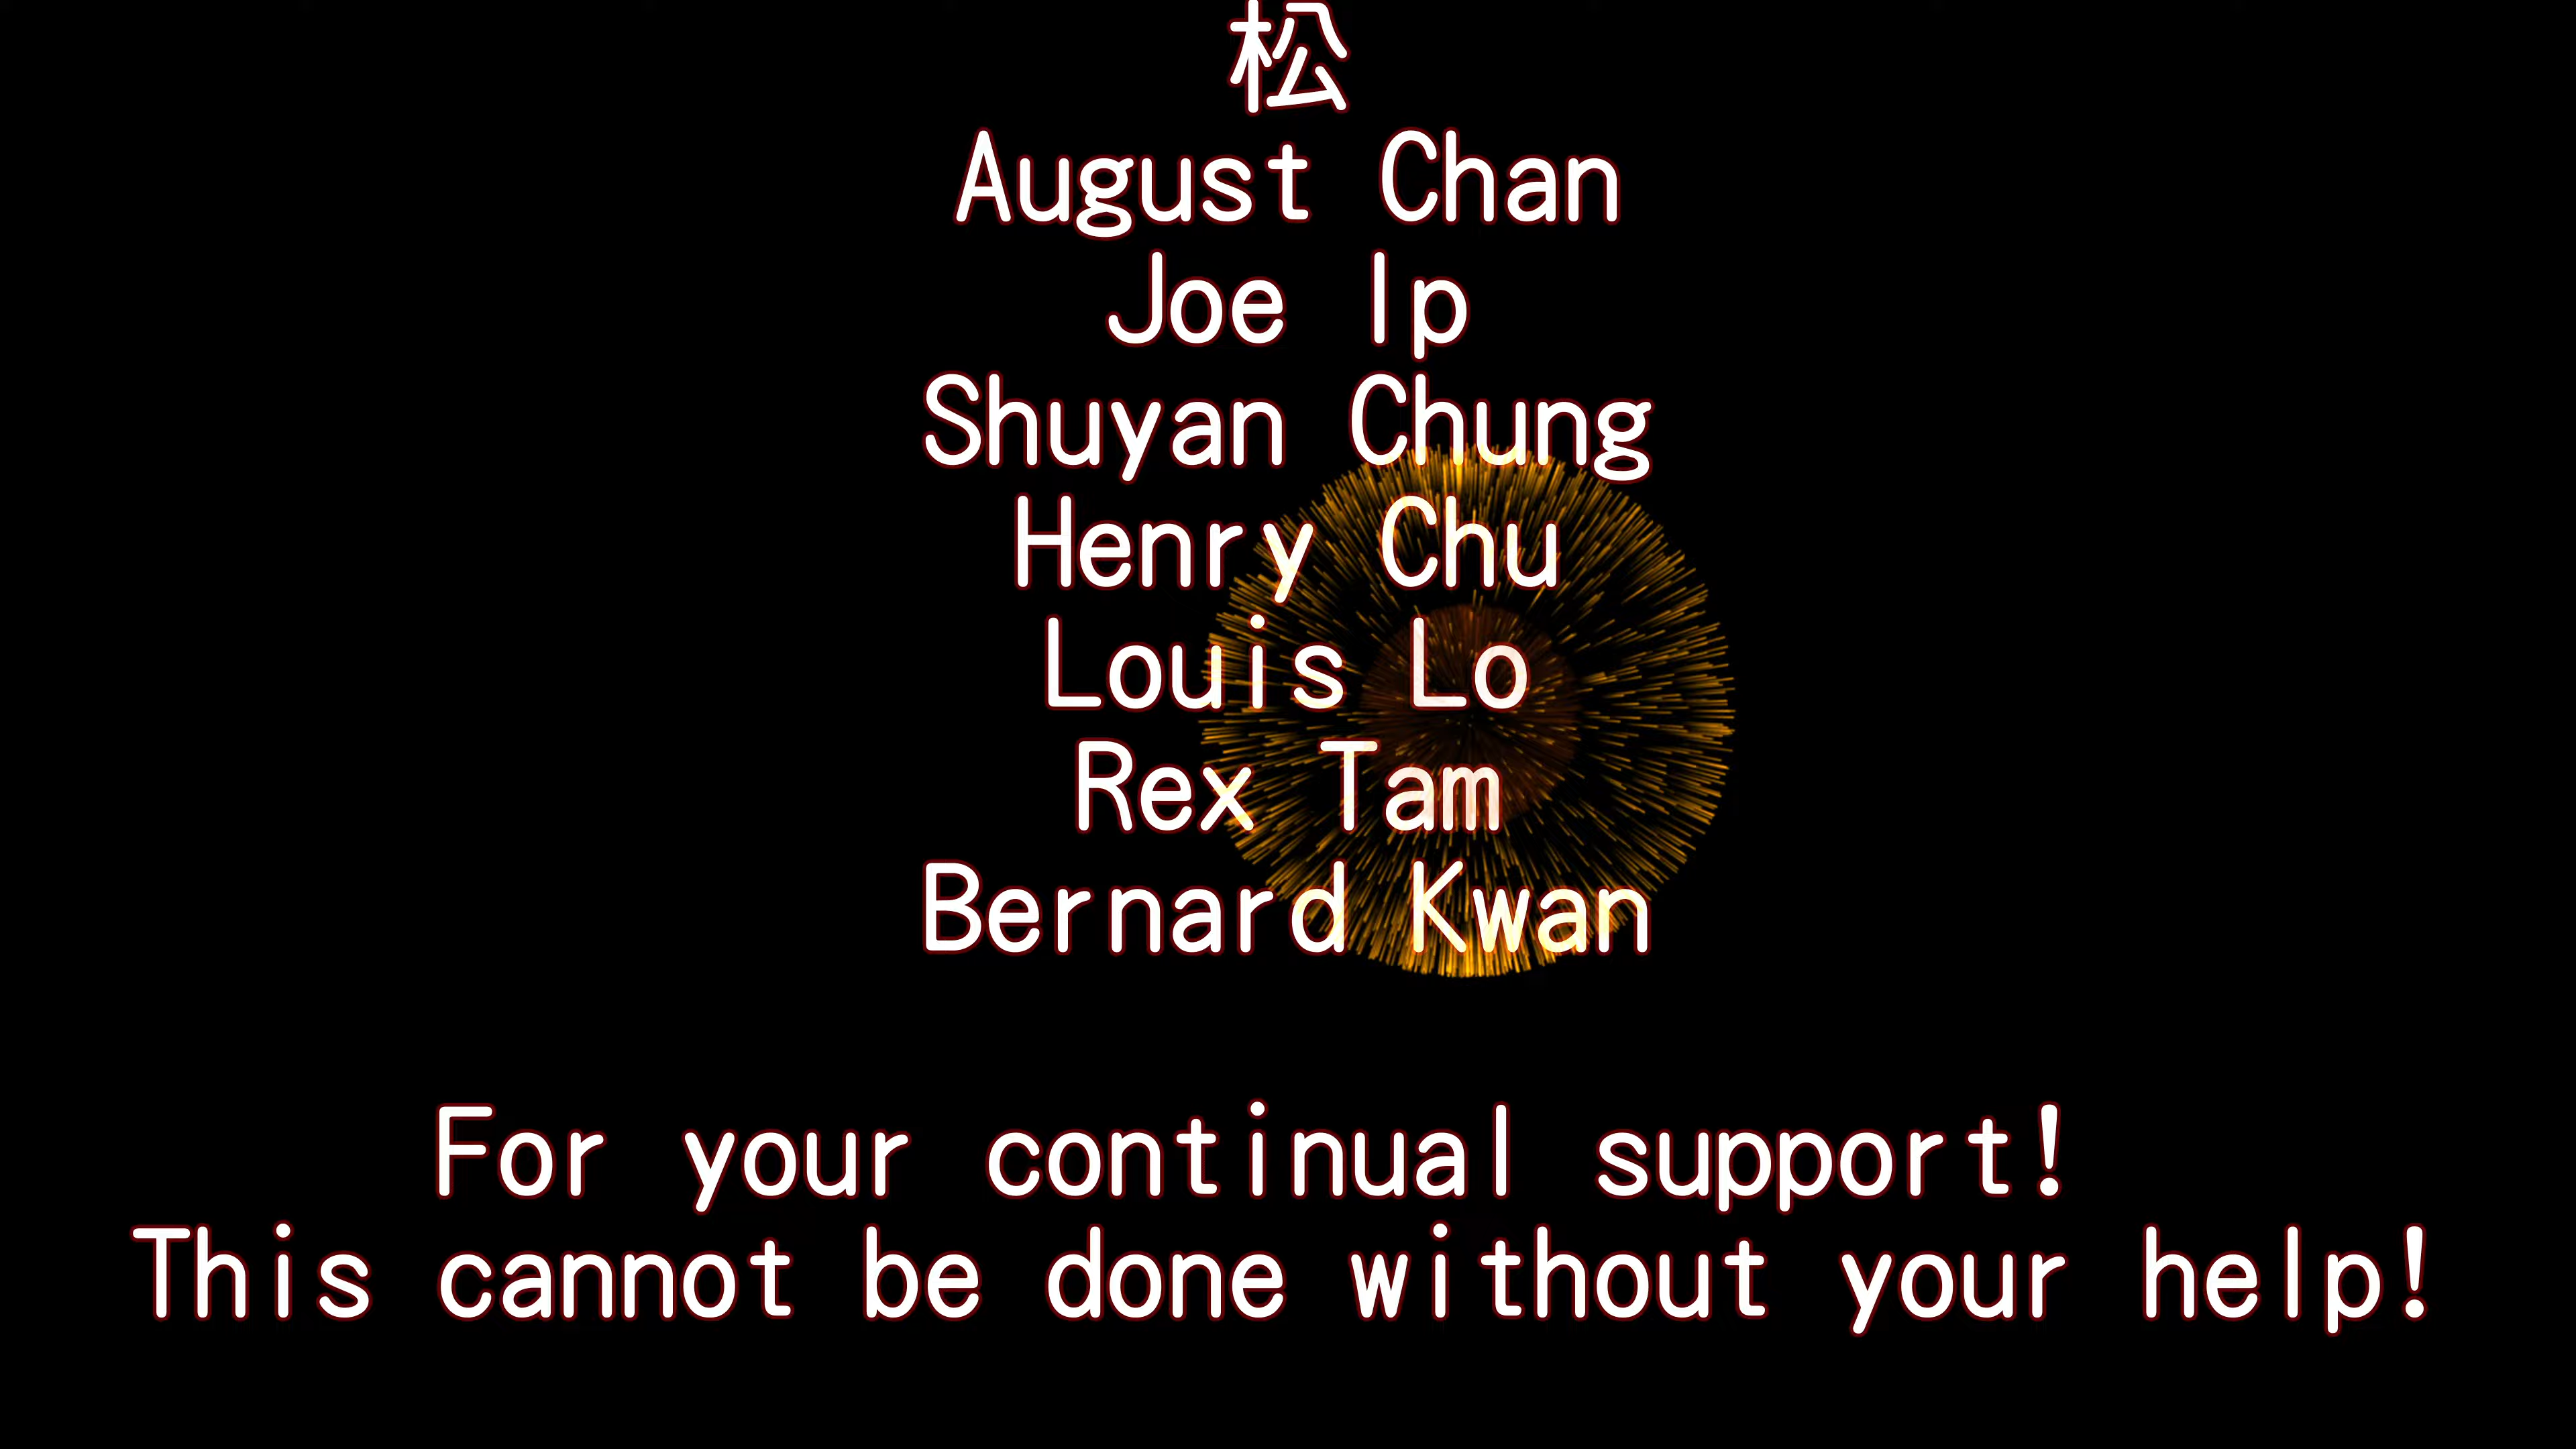 松
August Chan
Joe Ip
Shuyan Chung
Henry Chu
Louis Lo
Rex Tam
Bernard Kwan
For your continual support!
This cannot be done without your help!